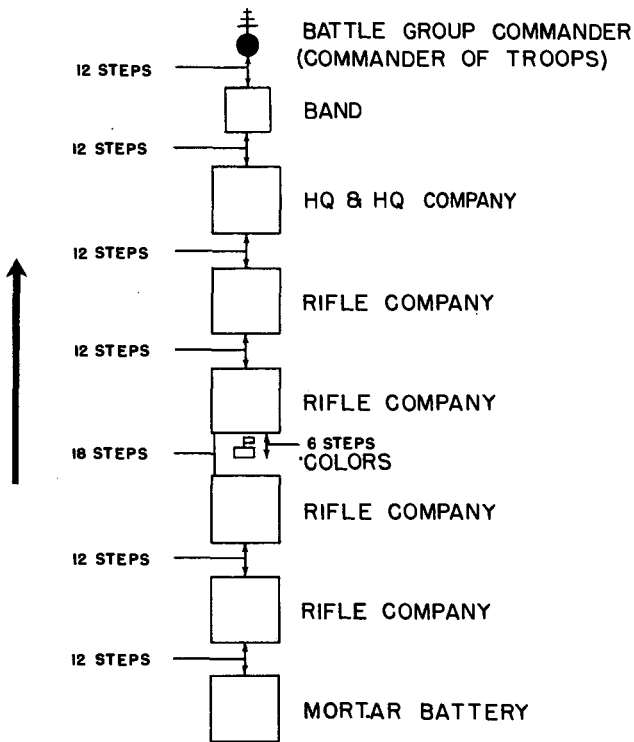 BATTLE GROUP COMMANDER
(COMMANDER OF TROOPS)
12 STEPS
BAND
12 STEPS
HQ & HQ COMPANY
12 STEPS
RIFLE COMPANY
12 STEPS
RIFLE COMPANY
6 STEPS
18 STEPS
COLORS
RIFLE COMPANY
12 STEPS
RIFLE COMPANY
12 STEPS
MORTAR BATTERY